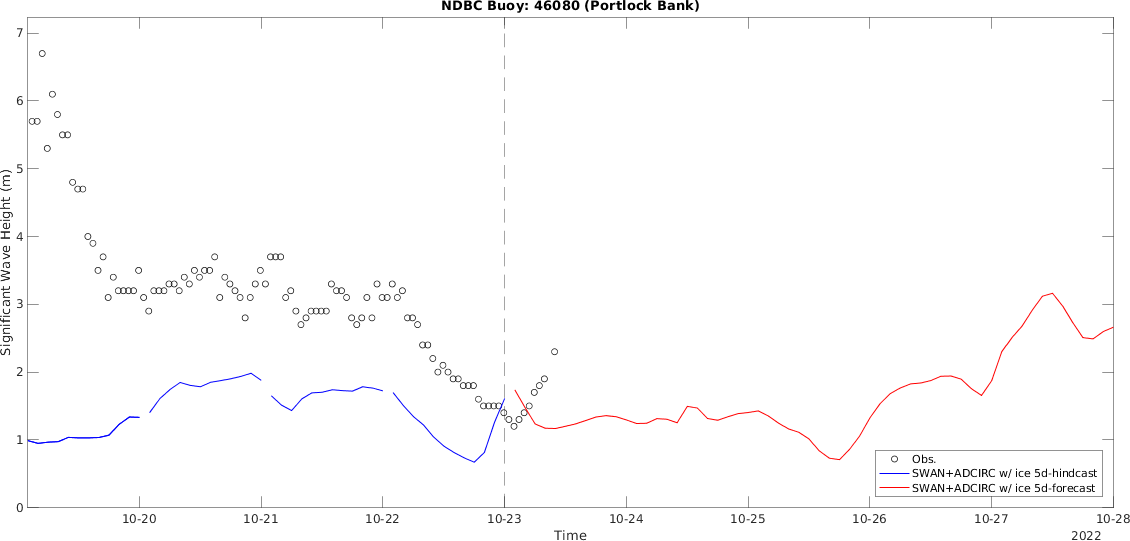 NDBC Buoy: 46080 (Portlock Bank)
7
6
5
4
3
2
1
0
Significant Wave Height (m)
Obs.
SWAN+ADCIRC w/ ice 5d-hindcast
SWAN+ADCIRC w/ ice 5d-forecast
10-20 10-21 10-22 10-23 10-24 10-25 10-26 10-27 10-28
Time
2022